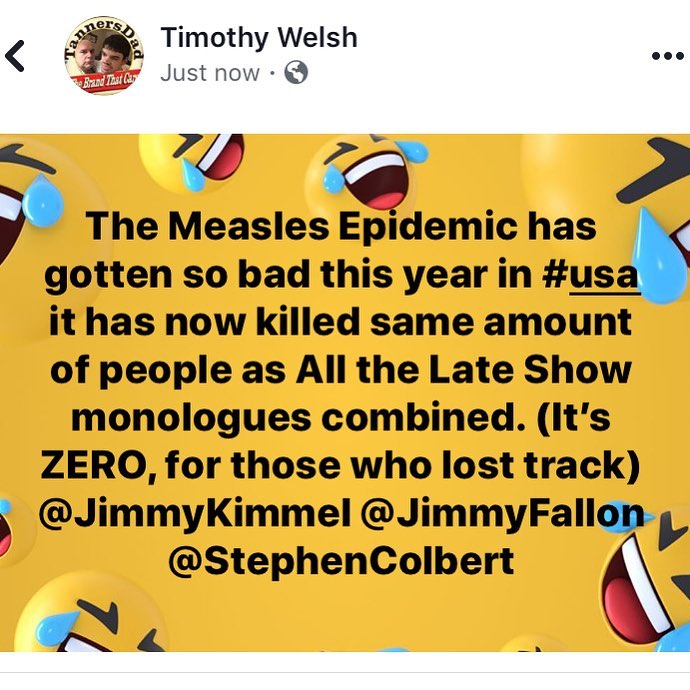 TannersDad
The Brand That Car
Timothy Welsh
Just now ·
The Measles Epidemic has
gotten so bad this year in #usa
it has now killed same amount
of people as All the Late Show
monologues combined. (It’s
ZERO, for those who lost track)
@JimmyKimmel @JimmyFallon
@StephenColbert